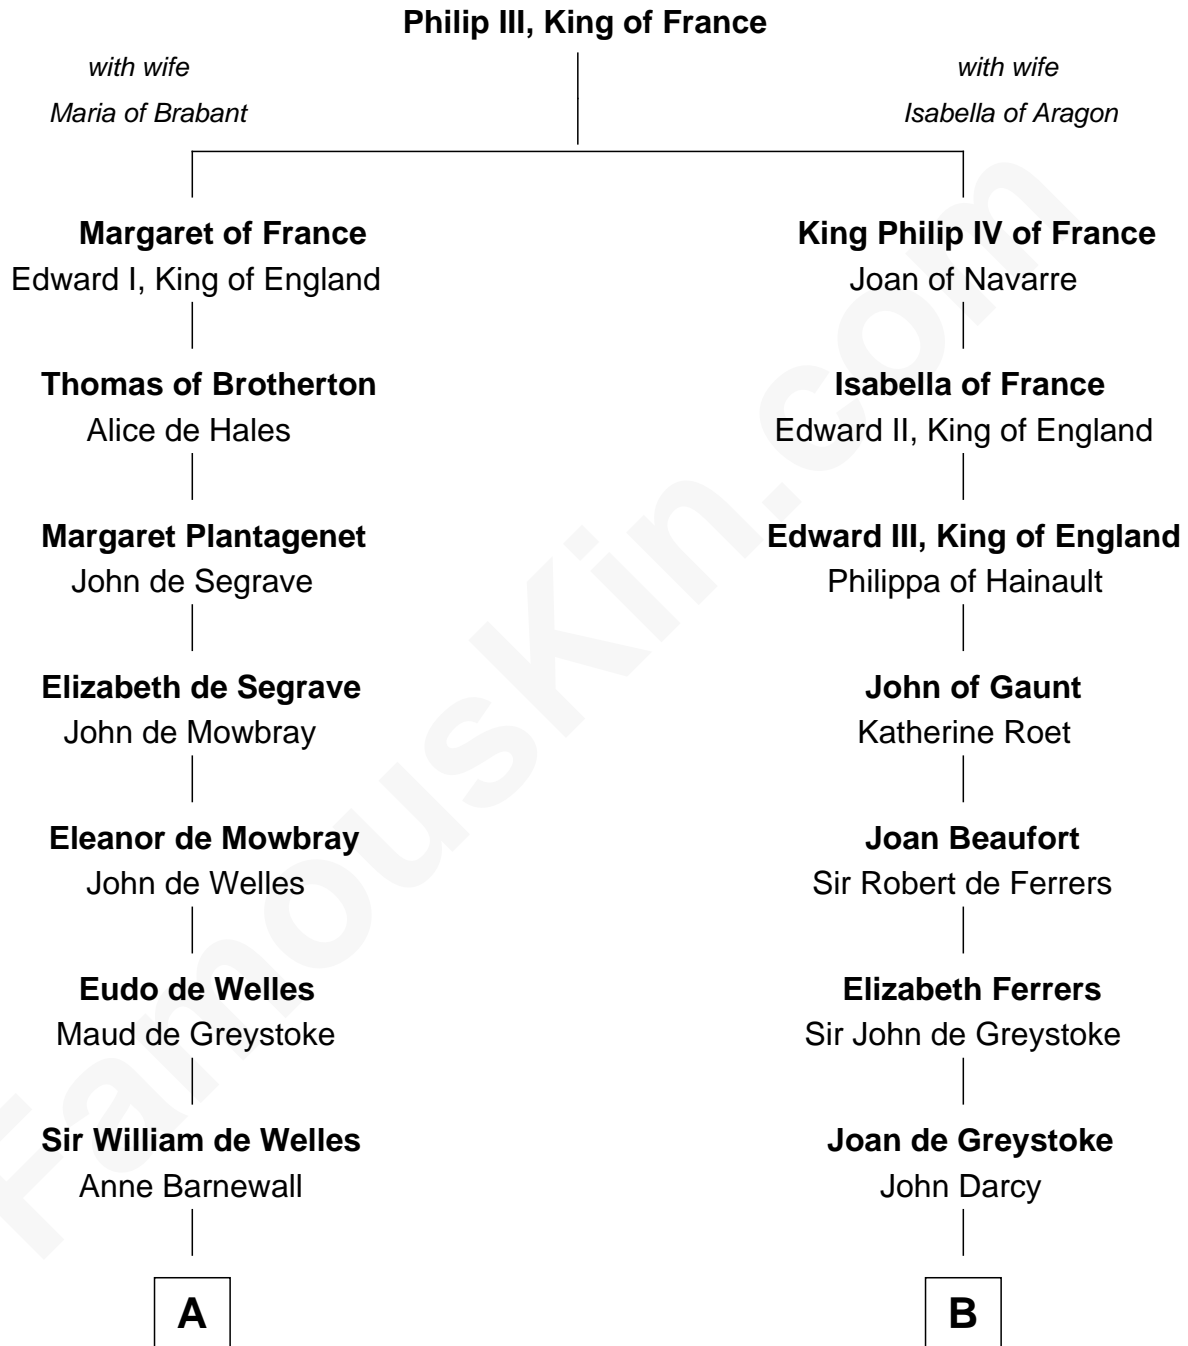 Philip III, King of France
with wife
Maria of Brabant
with wife
Isabella of Aragon
Margaret of France
Edward I, King of England
King Philip IV of France
Joan of Navarre
Thomas of Brotherton
Alice de Hales
Isabella of France
Edward II, King of England
Margaret Plantagenet
John de Segrave
Edward III, King of England
Philippa of Hainault
Elizabeth de Segrave
John de Mowbray
John of Gaunt
Katherine Roet
Eleanor de Mowbray
John de Welles
Joan Beaufort
Sir Robert de Ferrers
Eudo de Welles
Maud de Greystoke
Elizabeth Ferrers
Sir John de Greystoke
Sir William de Welles
Anne Barnewall
Joan de Greystoke
John Darcy
A
B
FamousKin.com